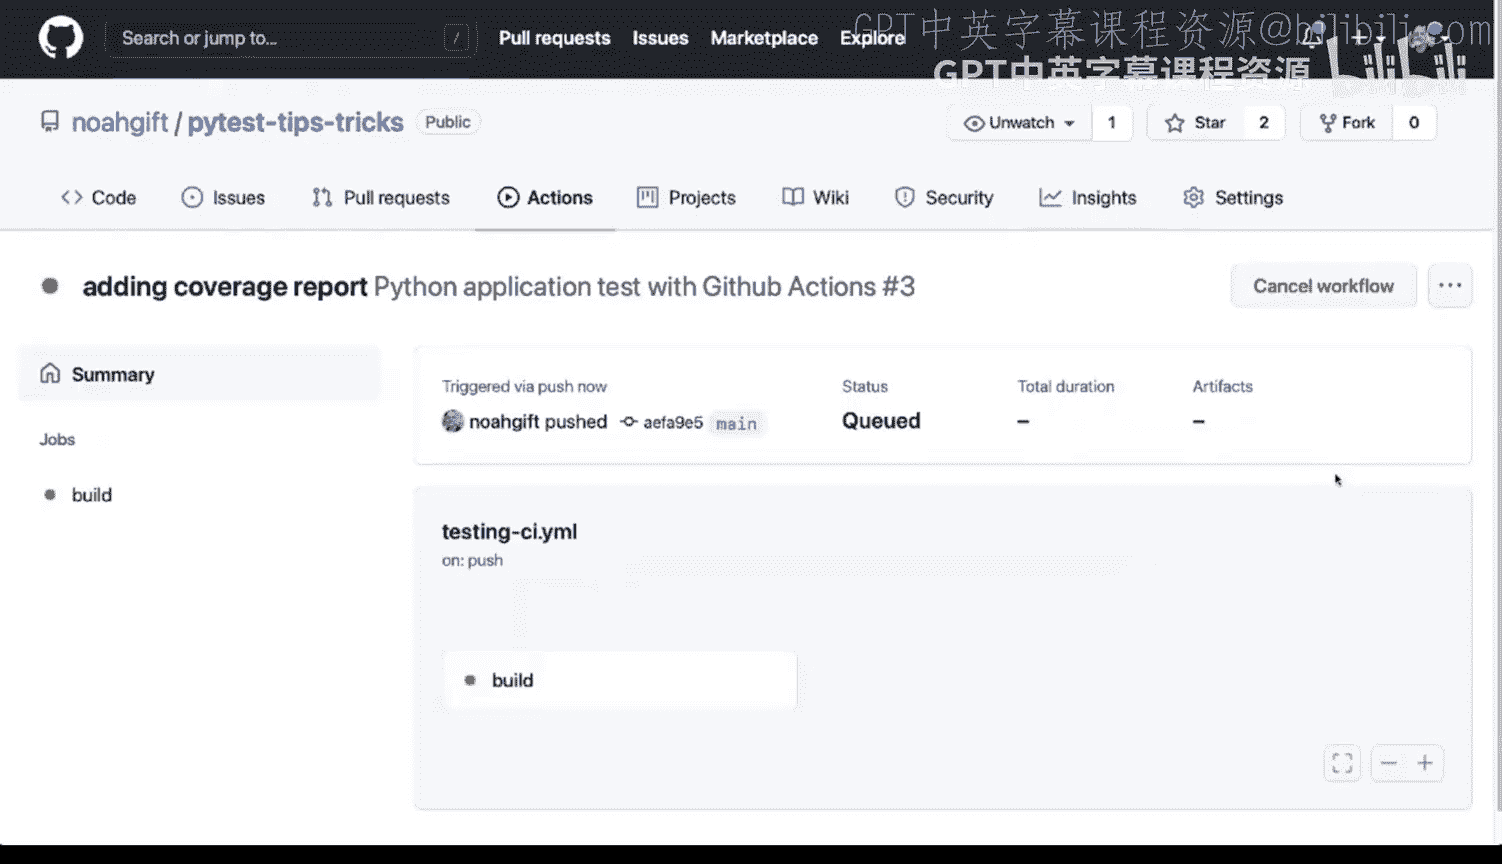 Search or jump to... / Pull requests Issues Marketplace Explore
GPT中英字幕课程资源@bilibili.com
GPT中英字幕课程资源 bilibili
noahgift / pytest-tips-tricks Public Unwatch 1 Star 2 Fork 0
Code Issues Pull requests Actions Projects Wiki Security Insights Settings
adding coverage report Python application test with Github Actions #3 Cancel workflow ...
Summary
Jobs
build
Triggered via push now Status Total duration Artifacts
noahgift pushed aefa9e5 main Queued – –
testing-ci.yml
on: push
build